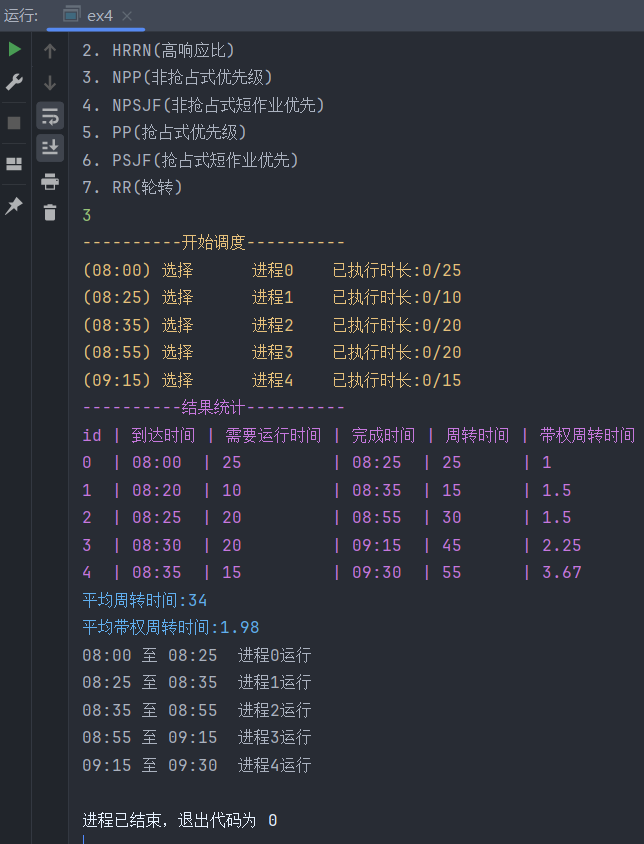 运行: ex4 ×
2. HRRN(高响应比)
3. NPP(非抢占式优先级)
4. NPSJF(非抢占式短作业优先)
5. PP(抢占式优先级)
6. PSJF(抢占式短作业优先)
7. RR(轮转)
3
----------开始调度----------
(08:00) 选择 进程0 已执行时长:0/25
(08:25) 选择 进程1 已执行时长:0/10
(08:35) 选择 进程2 已执行时长:0/20
(08:55) 选择 进程3 已执行时长:0/20
(09:15) 选择 进程4 已执行时长:0/15
----------结果统计----------
id | 到达时间 | 需要运行时间 | 完成时间 | 周转时间 | 带权周转时间
0 | 08:00 | 25 | 08:25 | 25 | 1
1 | 08:20 | 10 | 08:35 | 15 | 1.5
2 | 08:25 | 20 | 08:55 | 30 | 1.5
3 | 08:30 | 20 | 09:15 | 45 | 2.25
4 | 08:35 | 15 | 09:30 | 55 | 3.67
平均周转时间:34
平均带权周转时间:1.98
08:00 至 08:25 进程0运行
08:25 至 08:35 进程1运行
08:35 至 08:55 进程2运行
08:55 至 09:15 进程3运行
09:15 至 09:30 进程4运行
进程已结束，退出代码为 0